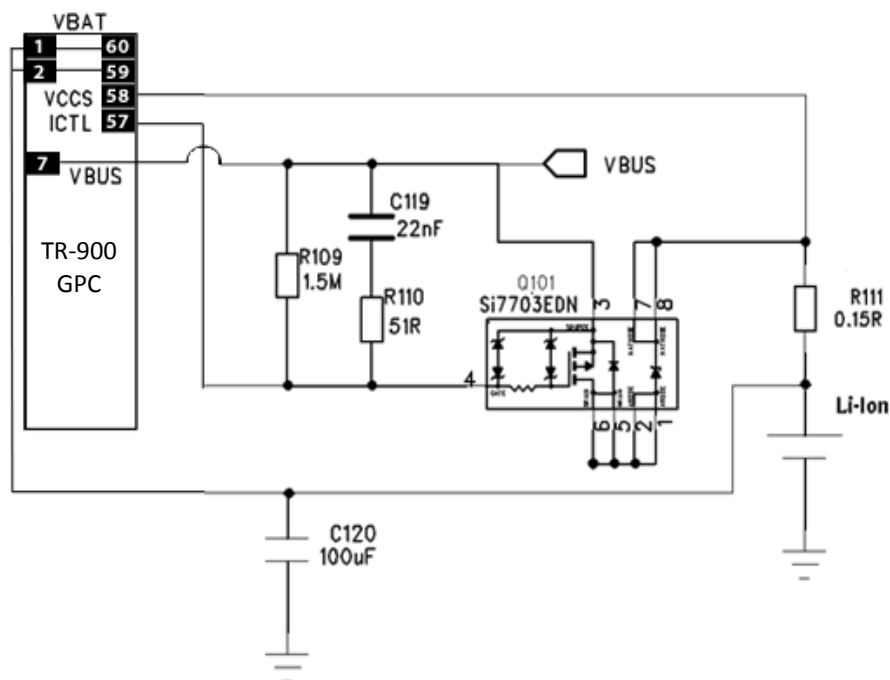 VBAT
1 60
2 59
VCCS 58
ICTL 57
7
VBUS
TR-900
GPC
VBUS
C119
22nF
R109
1.5M
R110
51R
Q101
Si7703EDN
3
7
8
4
SOURCE
GATE
6
5
2
1
R111
0.15R
Li-Ion
C120
100uF